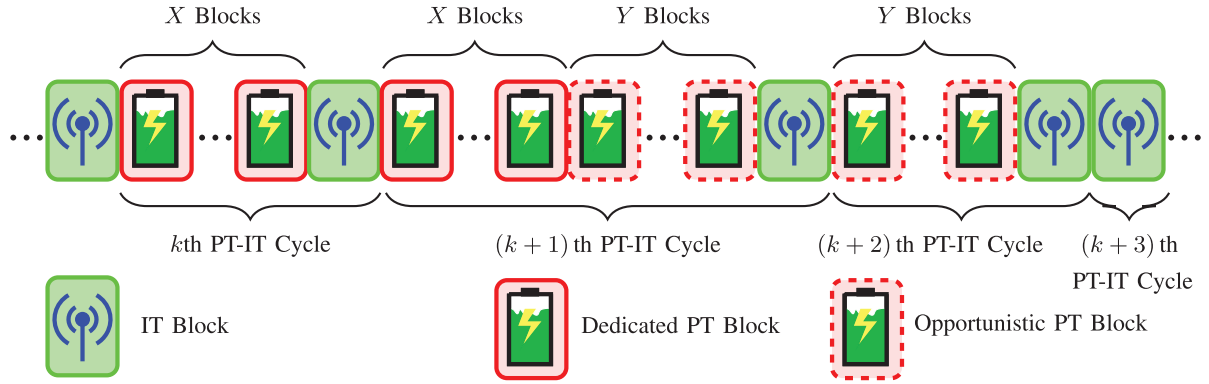 X Blocks X Blocks Y Blocks Y Blocks
kth PT-IT Cycle (k + 1) th PT-IT Cycle (k + 2) th PT-IT Cycle (k + 3) th
PT-IT Cycle
IT Block Dedicated PT Block Opportunistic PT Block